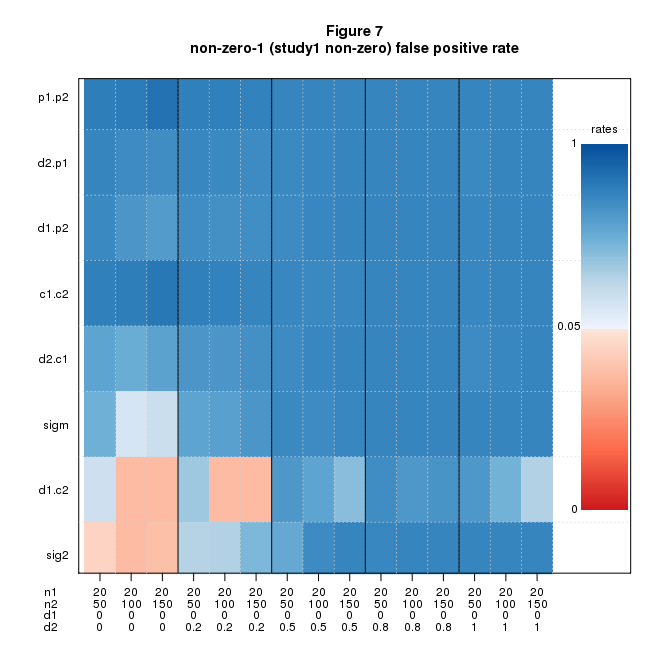 Figure 7
non-zero-1 (study1 non-zero) false positive rate
p1.p2
d2.p1
d1.p2
c1.c2
d2.c1
sigm
d1.c2
sig2
rates
1
0.05
0
n1 20 20 20 20 20 20 20 20 20 20 20 20 20 20 20
n2 50 100 150 50 100 150 50 100 150 50 100 150 50 100 150
d1 0 0 0 0 0 0 0 0 0 0 0 0 0 0 0
d2 0 0 0 0.2 0.2 0.2 0.5 0.5 0.5 0.8 0.8 0.8 1 1 1